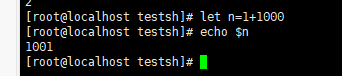 2
[root@localhost testsh]# let n=1+1000
[root@localhost testsh]# echo $n
1001
[root@localhost testsh]#